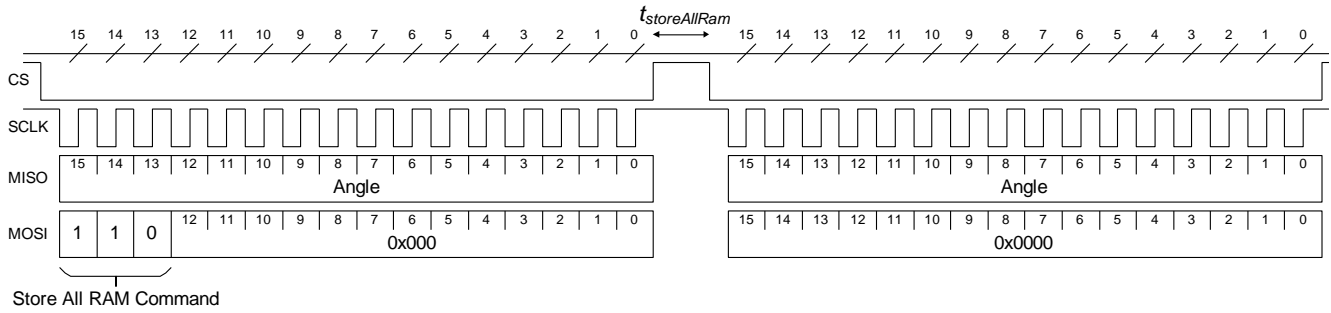 t_storeAllRam
15 14 13 12 11 10 9 8 7 6 5 4 3 2 1 0 15 14 13 12 11 10 9 8 7 6 5 4 3 2 1 0
CS
SCLK
15 14 13 12 11 10 9 8 7 6 5 4 3 2 1 0 15 14 13 12 11 10 9 8 7 6 5 4 3 2 1 0
MISO
Angle Angle
12 11 10 9 8 7 6 5 4 3 2 1 0 15 14 13 12 11 10 9 8 7 6 5 4 3 2 1 0
MOSI 1 1 0
0x000 0x0000
Store All RAM Command